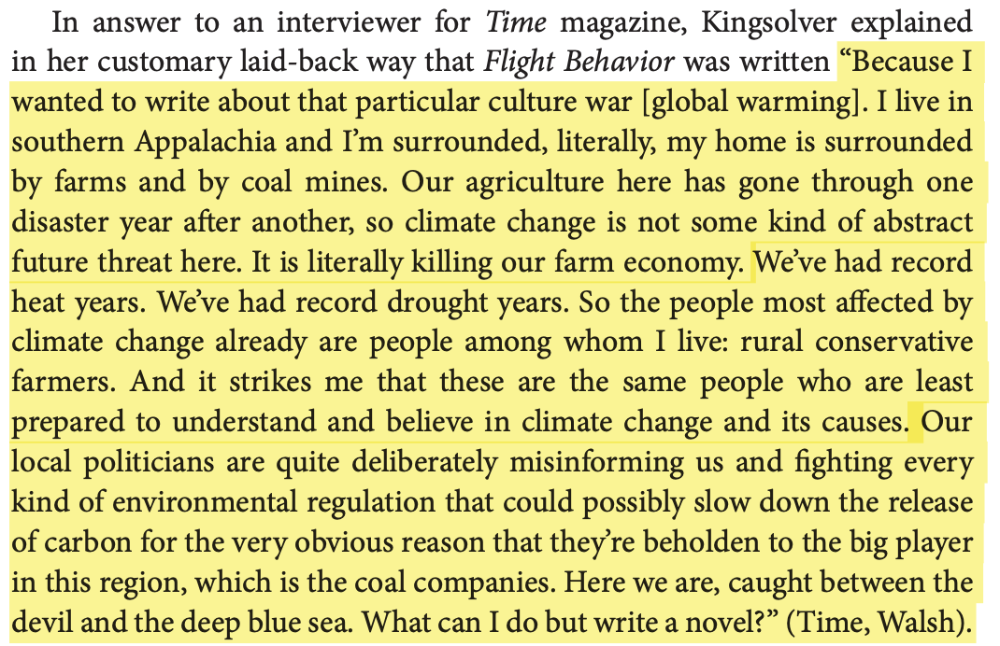 In answer to an interviewer for Time magazine, Kingsolver explained
in her customary laid-back way that Flight Behavior was written “Because I
wanted to write about that particular culture war [global warming]. I live in
southern Appalachia and I’m surrounded, literally, my home is surrounded
by farms and by coal mines. Our agriculture here has gone through one
disaster year after another, so climate change is not some kind of abstract
future threat here. It is literally killing our farm economy. We’ve had record
heat years. We’ve had record drought years. So the people most affected by
climate change already are people among whom I live: rural conservative
farmers. And it strikes me that these are the same people who are least
prepared to understand and believe in climate change and its causes. Our
local politicians are quite deliberately misinforming us and fighting every
kind of environmental regulation that could possibly slow down the release
of carbon for the very obvious reason that they’re beholden to the big player
in this region, which is the coal companies. Here we are, caught between the
devil and the deep blue sea. What can I do but write a novel?” (Time, Walsh).